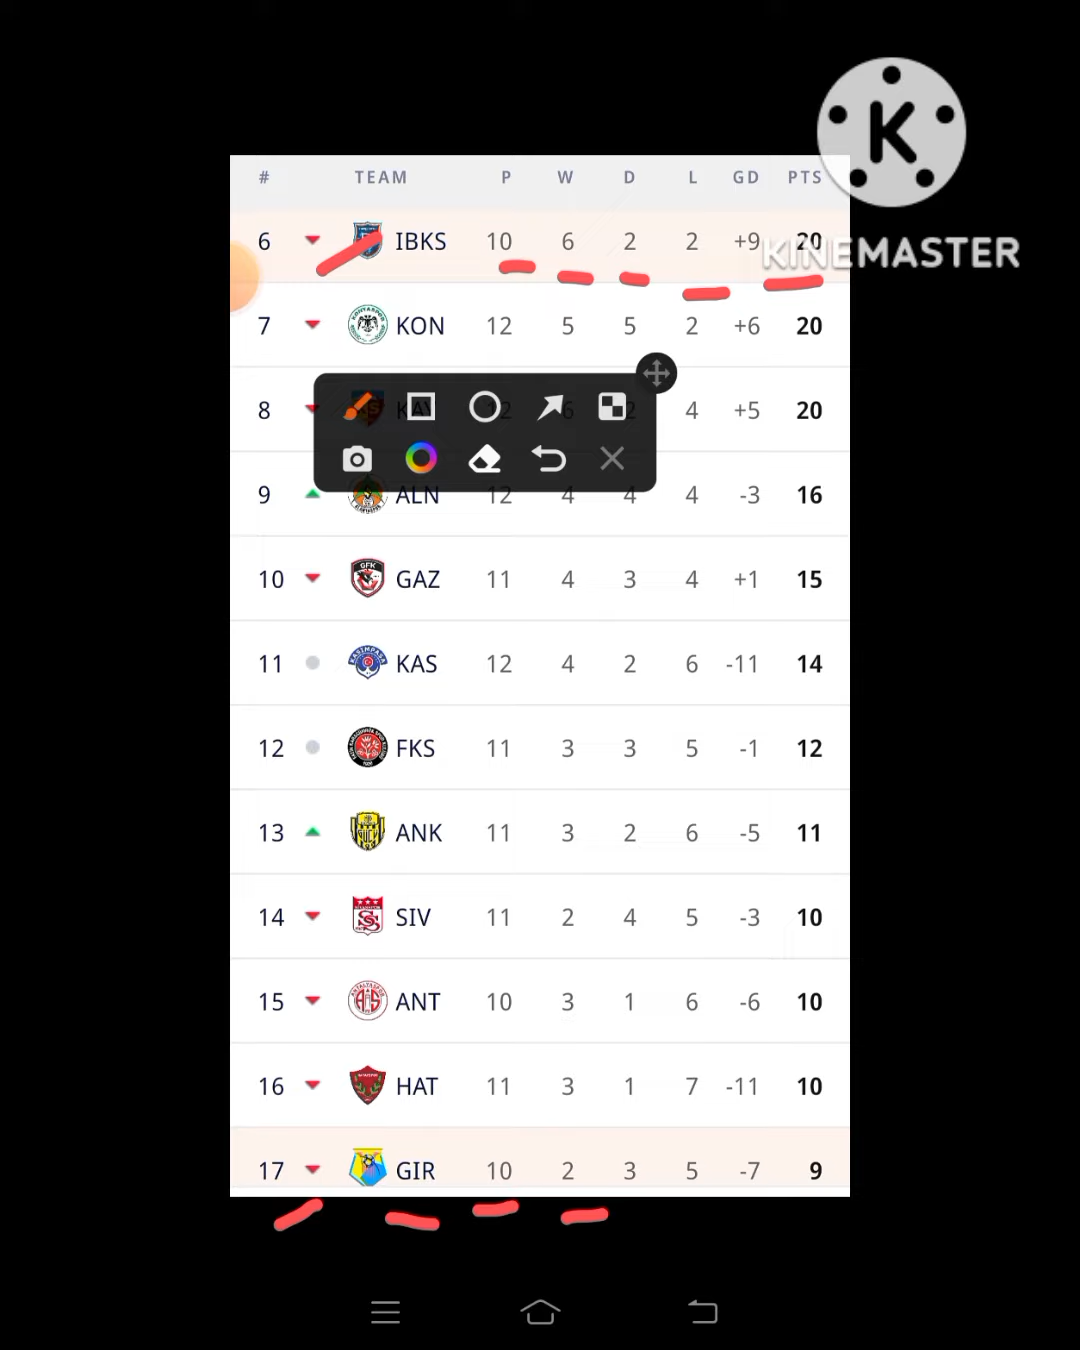 K
# TEAM P W D L GD PTS
6 IBKS 10 6 2 2 +9 20
KINEMASTER
7 KON 12 5 5 2 +6 20
8 KAY 12 6 2 4 +5 20
9 ALN 12 4 4 4 -3 16
10 GAZ 11 4 3 4 +1 15
11 KAS 12 4 2 6 -11 14
12 FKS 11 3 3 5 -1 12
13 ANK 11 3 2 6 -5 11
14 SIV 11 2 4 5 -3 10
15 ANT 10 3 1 6 -6 10
16 HAT 11 3 1 7 -11 10
17 GIR 10 2 3 5 -7 9